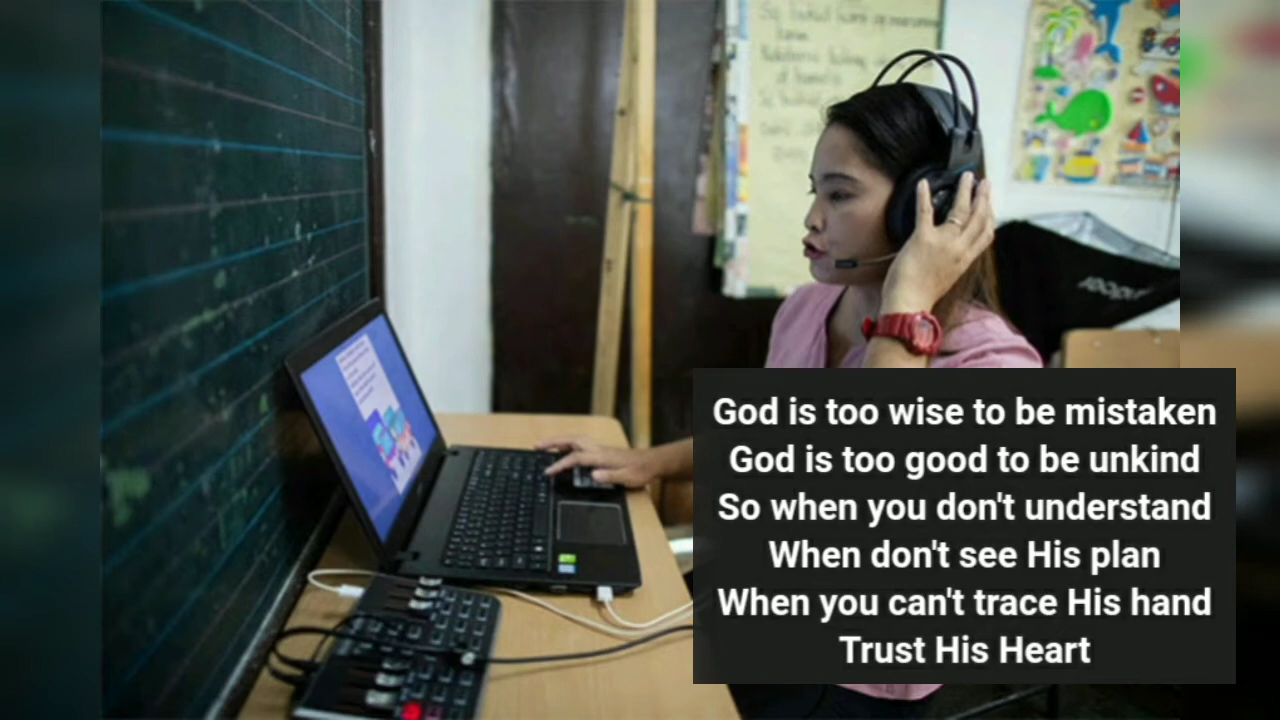 God is too wise to be mistaken
God is too good to be unkind
So when you don't understand
When don't see His plan
When you can't trace His hand
Trust His Heart